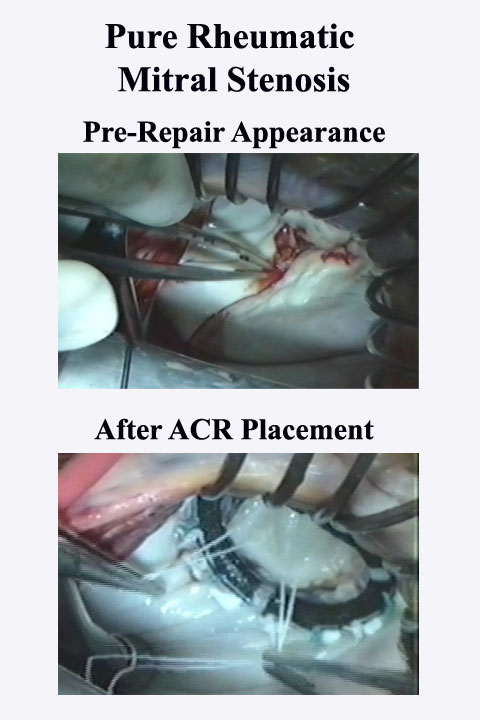 Pure Rheumatic
Mitral Stenosis
Pre-Repair Appearance
After ACR Placement